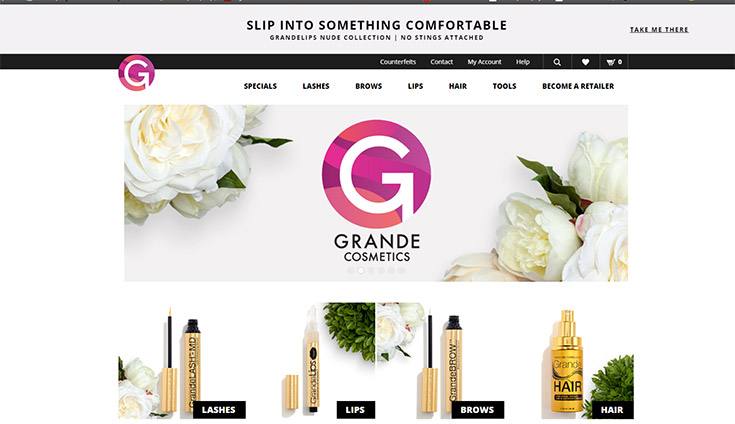 SLIP INTO SOMETHING COMFORTABLE
GRANDELIPS NUDE COLLECTION | NO STINGS ATTACHED
TAKE ME THERE
Counterfeits Contact My Account Help 0
G
SPECIALS LASHES BROWS LIPS HAIR TOOLS BECOME A RETAILER
G
GRANDE
COSMETICS
GrandeLASH-MD
LASHES
GrandeLips
LIPS
GrandeBROW
BROWS
Grande
HAIR
HAIR